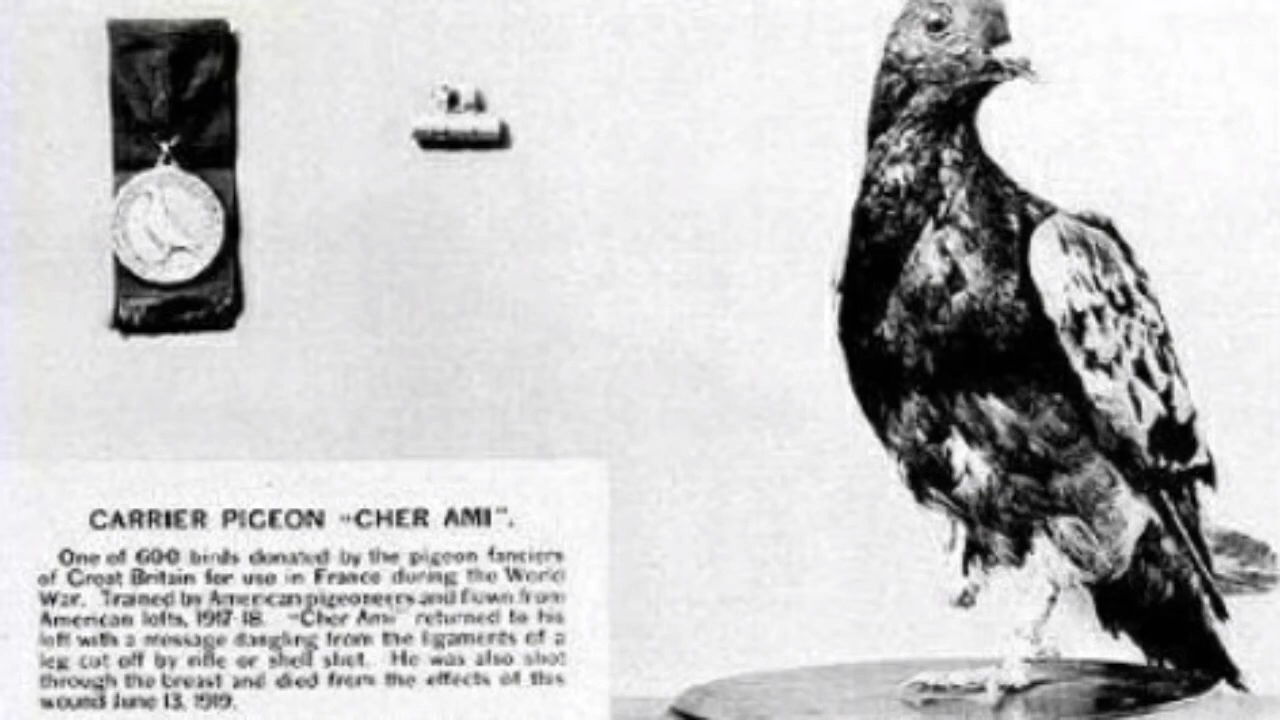 CARRIER PIGEON "CHER AMI".
One of 600 birds donated by the pigeon fanciers
of Great Britain for use in France during the World
War. Trained by American pigeoneers and flown from
American lofts, 1917-18. "Cher Ami" returned to his
loft with a message dangling from the ligaments of a
leg cut off by rifle or shell shot. He was also shot
through the breast and died from the effects of this
wound June 13, 1919.